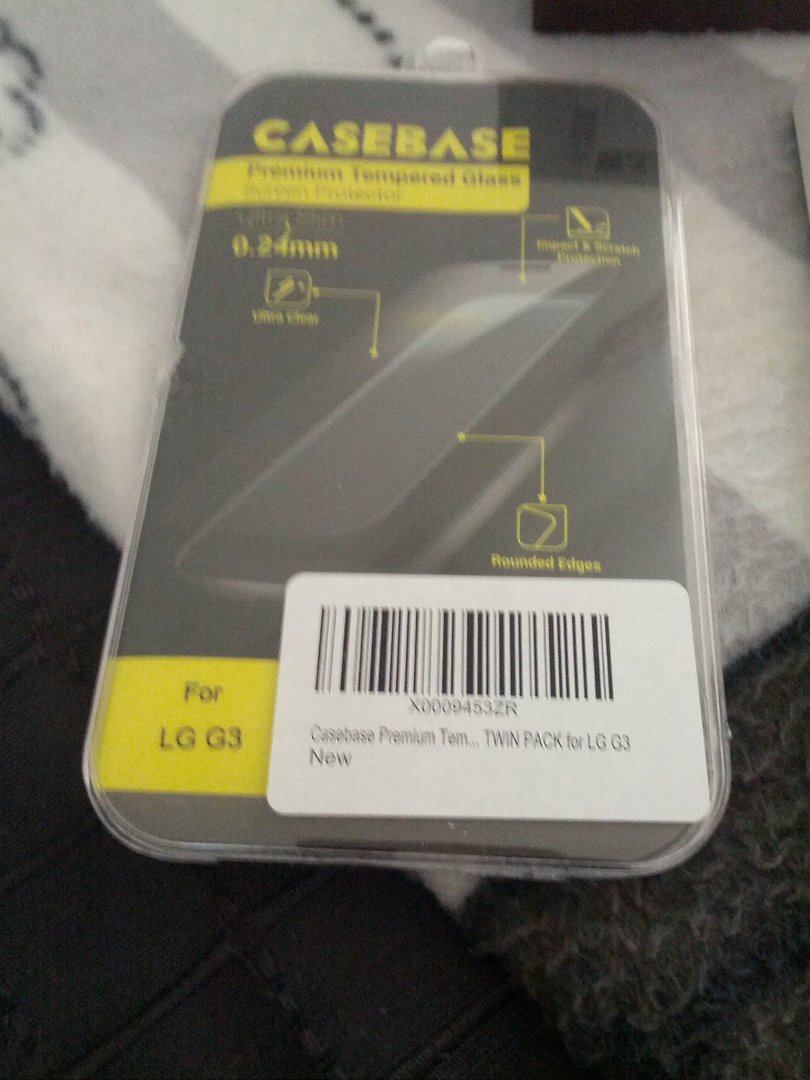 CASEBASE
Premium Tempered Glass
Screen Protector
Ultra Slim
0.24mm
Impact & Scratch
Protection
Ultra Clear
Rounded Edges
For
LG G3
X0009453ZR
Casebase Premium Tem... TWIN PACK for LG G3
New